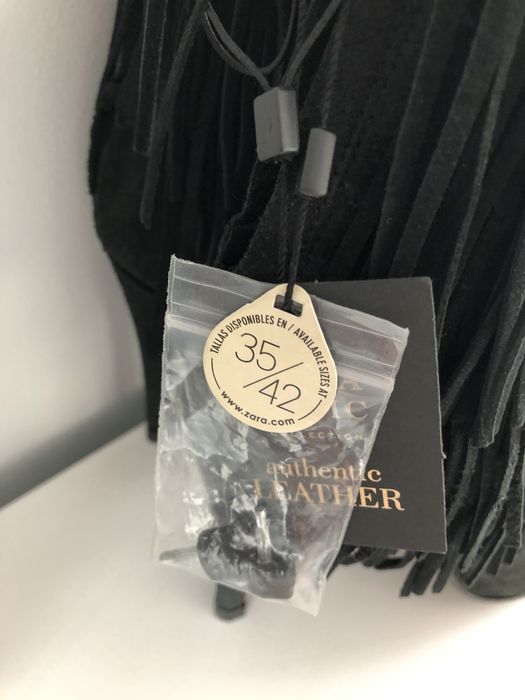 TALLAS DISPONIBLES EN / AVAILABLE SIZES AT
35/42
www.zara.com
authentic
LEATHER